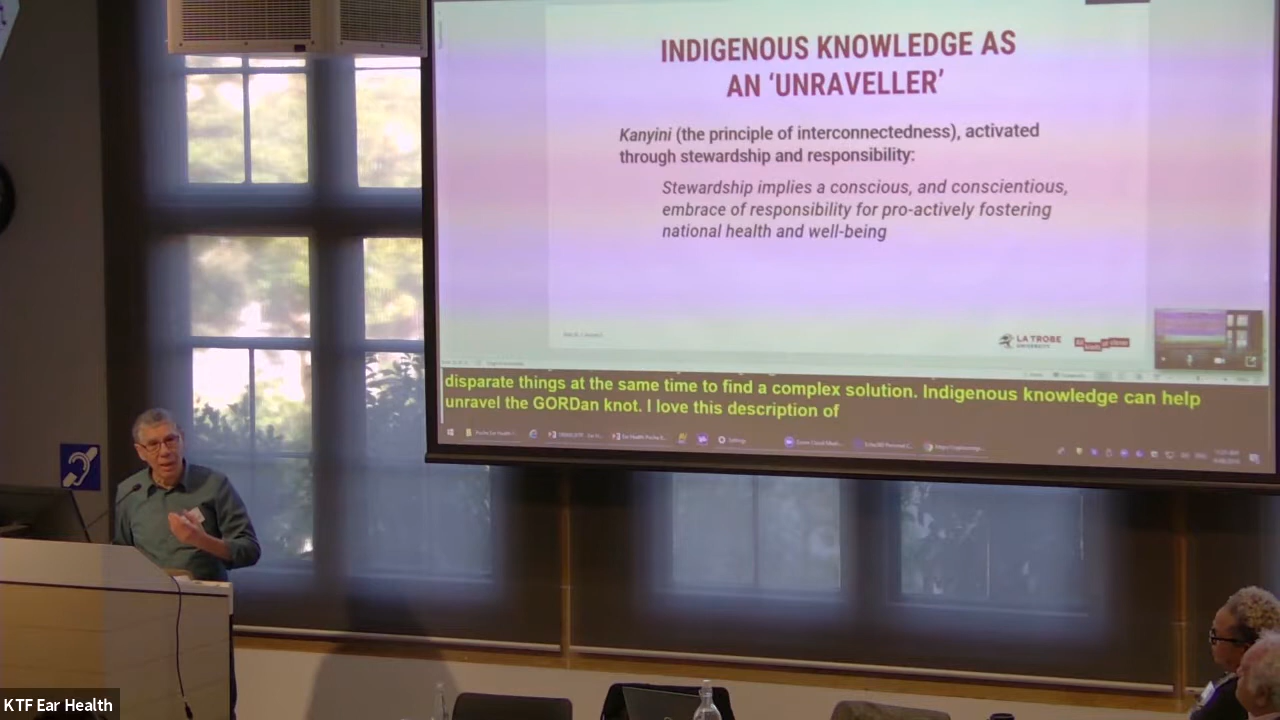 INDIGENOUS KNOWLEDGE AS
AN ‘UNRAVELLER’
Kanyini (the principle of interconnectedness), activated
through stewardship and responsibility:
Stewardship implies a conscious, and conscientious,
embrace of responsibility for pro-actively fostering
national health and well-being
LA TROBE
UNIVERSITY
disparate things at the same time to find a complex solution. Indigenous knowledge can help
unravel the GORDan knot. I love this description of
Settings
KTF Ear Health